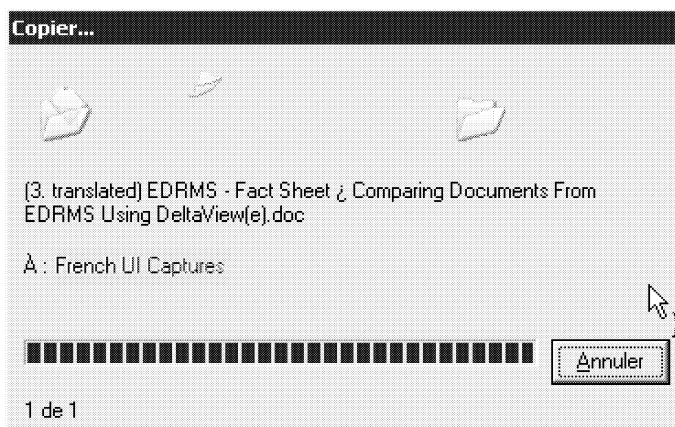 Copier...
(3. translated) EDRMS - Fact Sheet ¿ Comparing Documents From
EDRMS Using DeltaView(e).doc
À : French UI Captures
Annuler
1 de 1